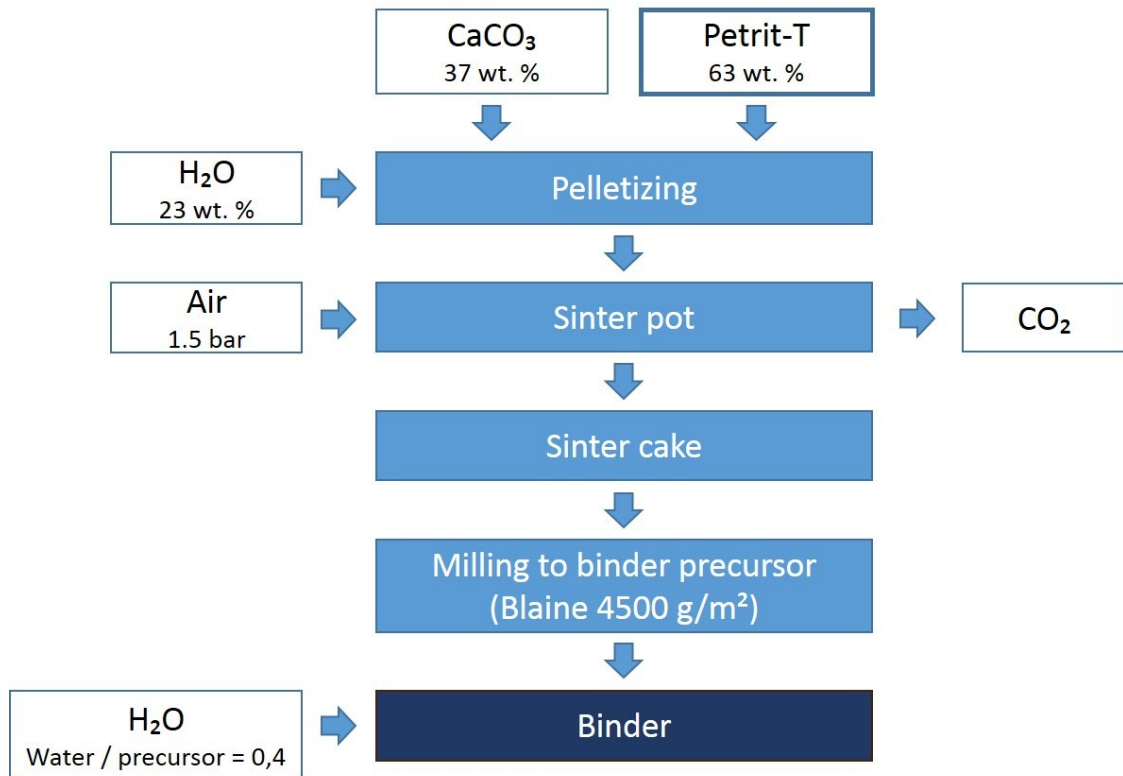 CaCO₃
37 wt. %
Petrit-T
63 wt. %
H₂O
23 wt. %
Pelletizing
Air
1.5 bar
Sinter pot
CO₂
Sinter cake
Milling to binder precursor
(Blaine 4500 g/m²)
H₂O
Water / precursor = 0,4
Binder